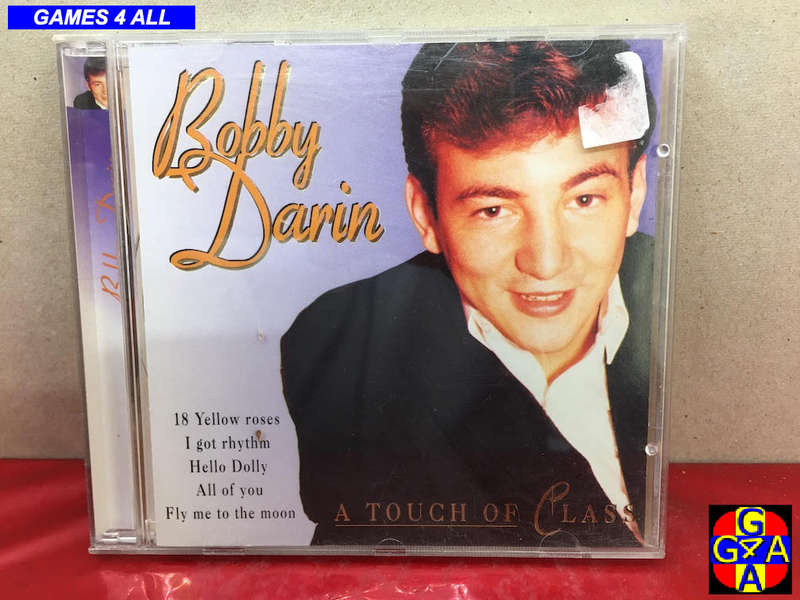 GAMES 4 ALL
Bobby
Darin
18 Yellow roses
I got rhythm
Hello Dolly
All of you
Fly me to the moon
A TOUCH OF CLASS
G
G4A
A